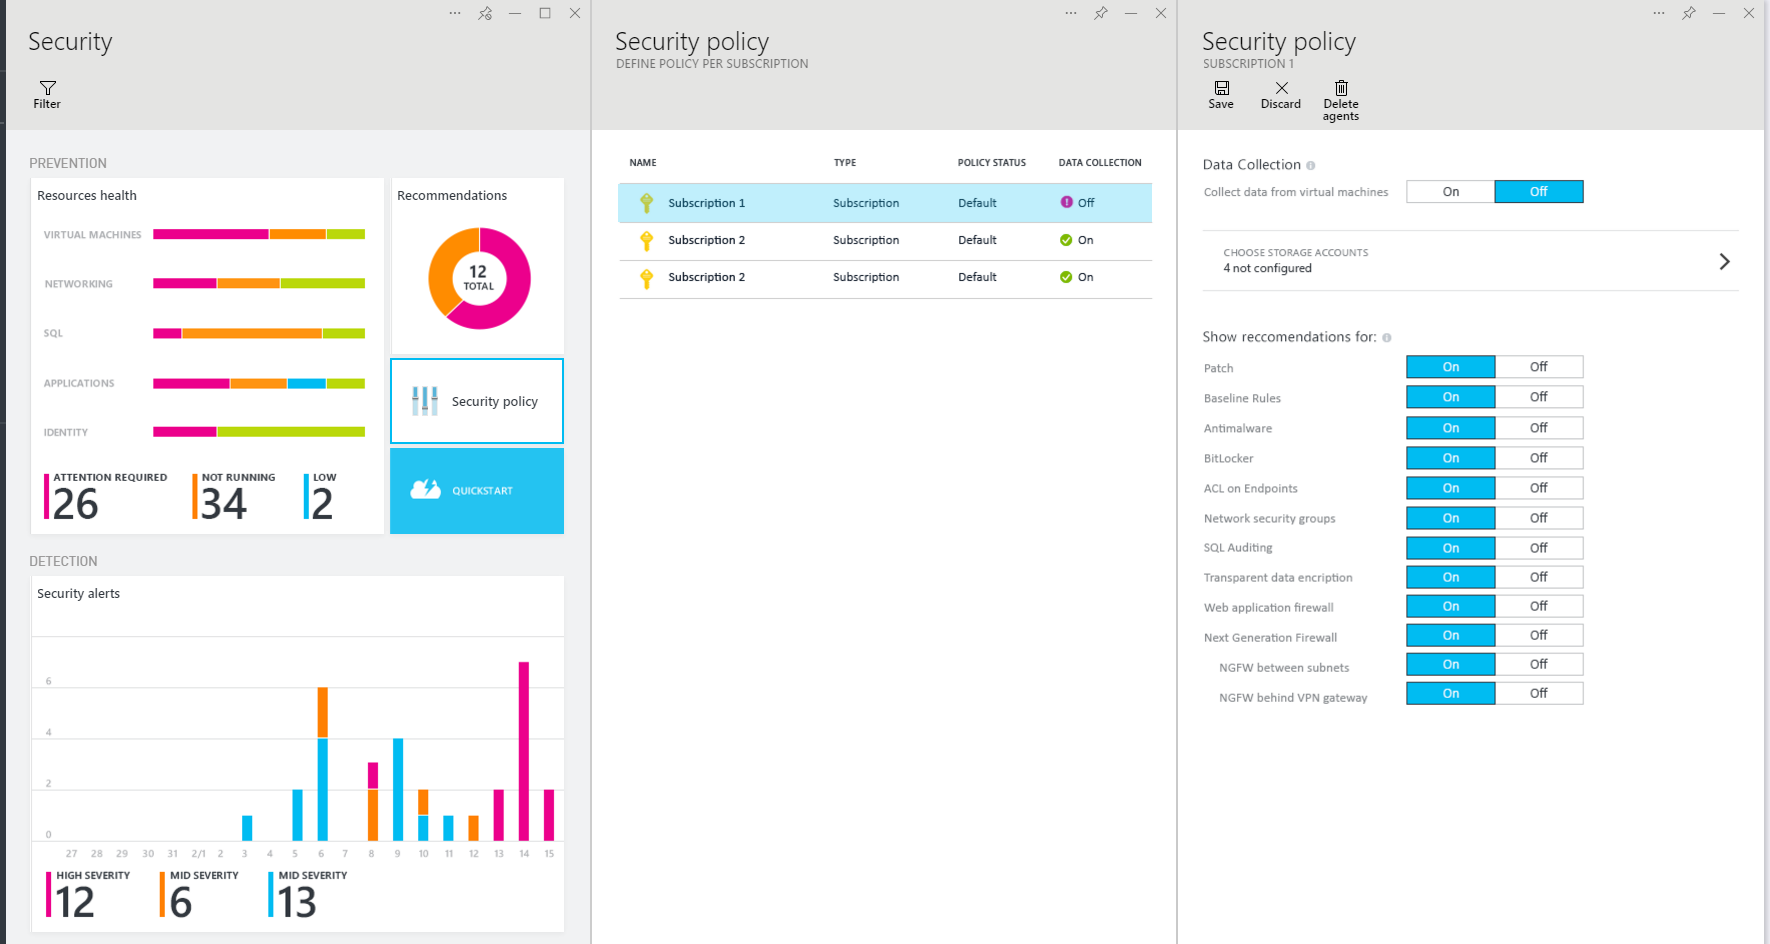 Security
Filter
PREVENTION
Resources health
VIRTUAL MACHINES
NETWORKING
SQL
APPLICATIONS
IDENTITY
ATTENTION REQUIRED
26
NOT RUNNING
34
LOW
2
Recommendations
12
TOTAL
Security policy
QUICKSTART
DETECTION
Security alerts
6
4
2
0
27 28 29 30 31 2/1 2 3 4 5 6 7 8 9 10 11 12 13 14 15
HIGH SEVERITY
12
MID SEVERITY
6
MID SEVERITY
13
Security policy
DEFINE POLICY PER SUBSCRIPTION
NAME TYPE POLICY STATUS DATA COLLECTION
Subscription 1 Subscription Default Off
Subscription 2 Subscription Default On
Subscription 2 Subscription Default On
Security policy
SUBSCRIPTION 1
Save
Discard
Delete
agents
Data Collection
Collect data from virtual machines On Off
CHOOSE STORAGE ACCOUNTS
4 not configured
Show reccomendations for:
Patch On Off
Baseline Rules On Off
Antimalware On Off
BitLocker On Off
ACL on Endpoints On Off
Network security groups On Off
SQL Auditing On Off
Transparent data encription On Off
Web application firewall On Off
Next Generation Firewall On Off
NGFW between subnets On Off
NGFW behind VPN gateway On Off